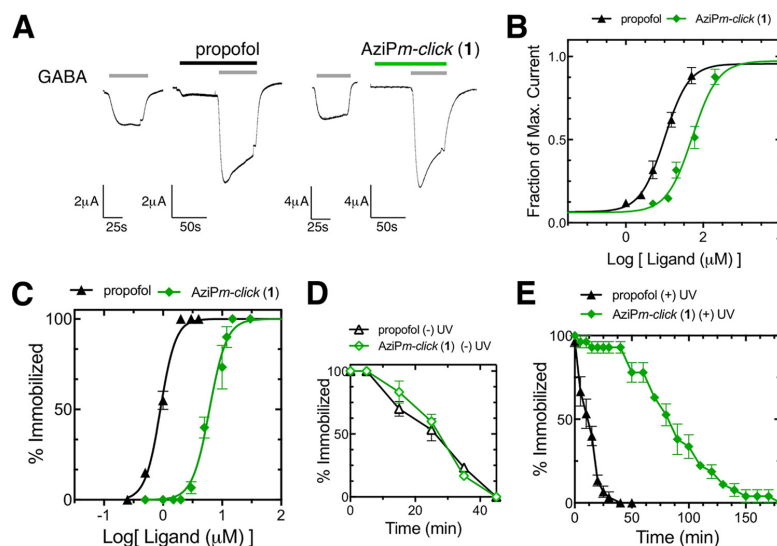 A
propofol
AziPm-click (1)
GABA
2µA
25s
2µA
50s
4µA
25s
4µA
50s
B
propofol
AziPm-click (1)
Fraction of Max. Current
1.0
0.5
0.0
0
2
Log [ Ligand (µM) ]
C
propofol
AziPm-click (1)
% Immobilized
100
50
0
-1
0
1
2
Log[ Ligand (µM) ]
D
propofol (-) UV
AziPm-click (1) (-) UV
% Immobilized
100
50
0
0
20
40
Time (min)
E
propofol (+) UV
AziPm-click (1) (+) UV
% Immobilized
100
50
0
0
50
100
150
Time (min)